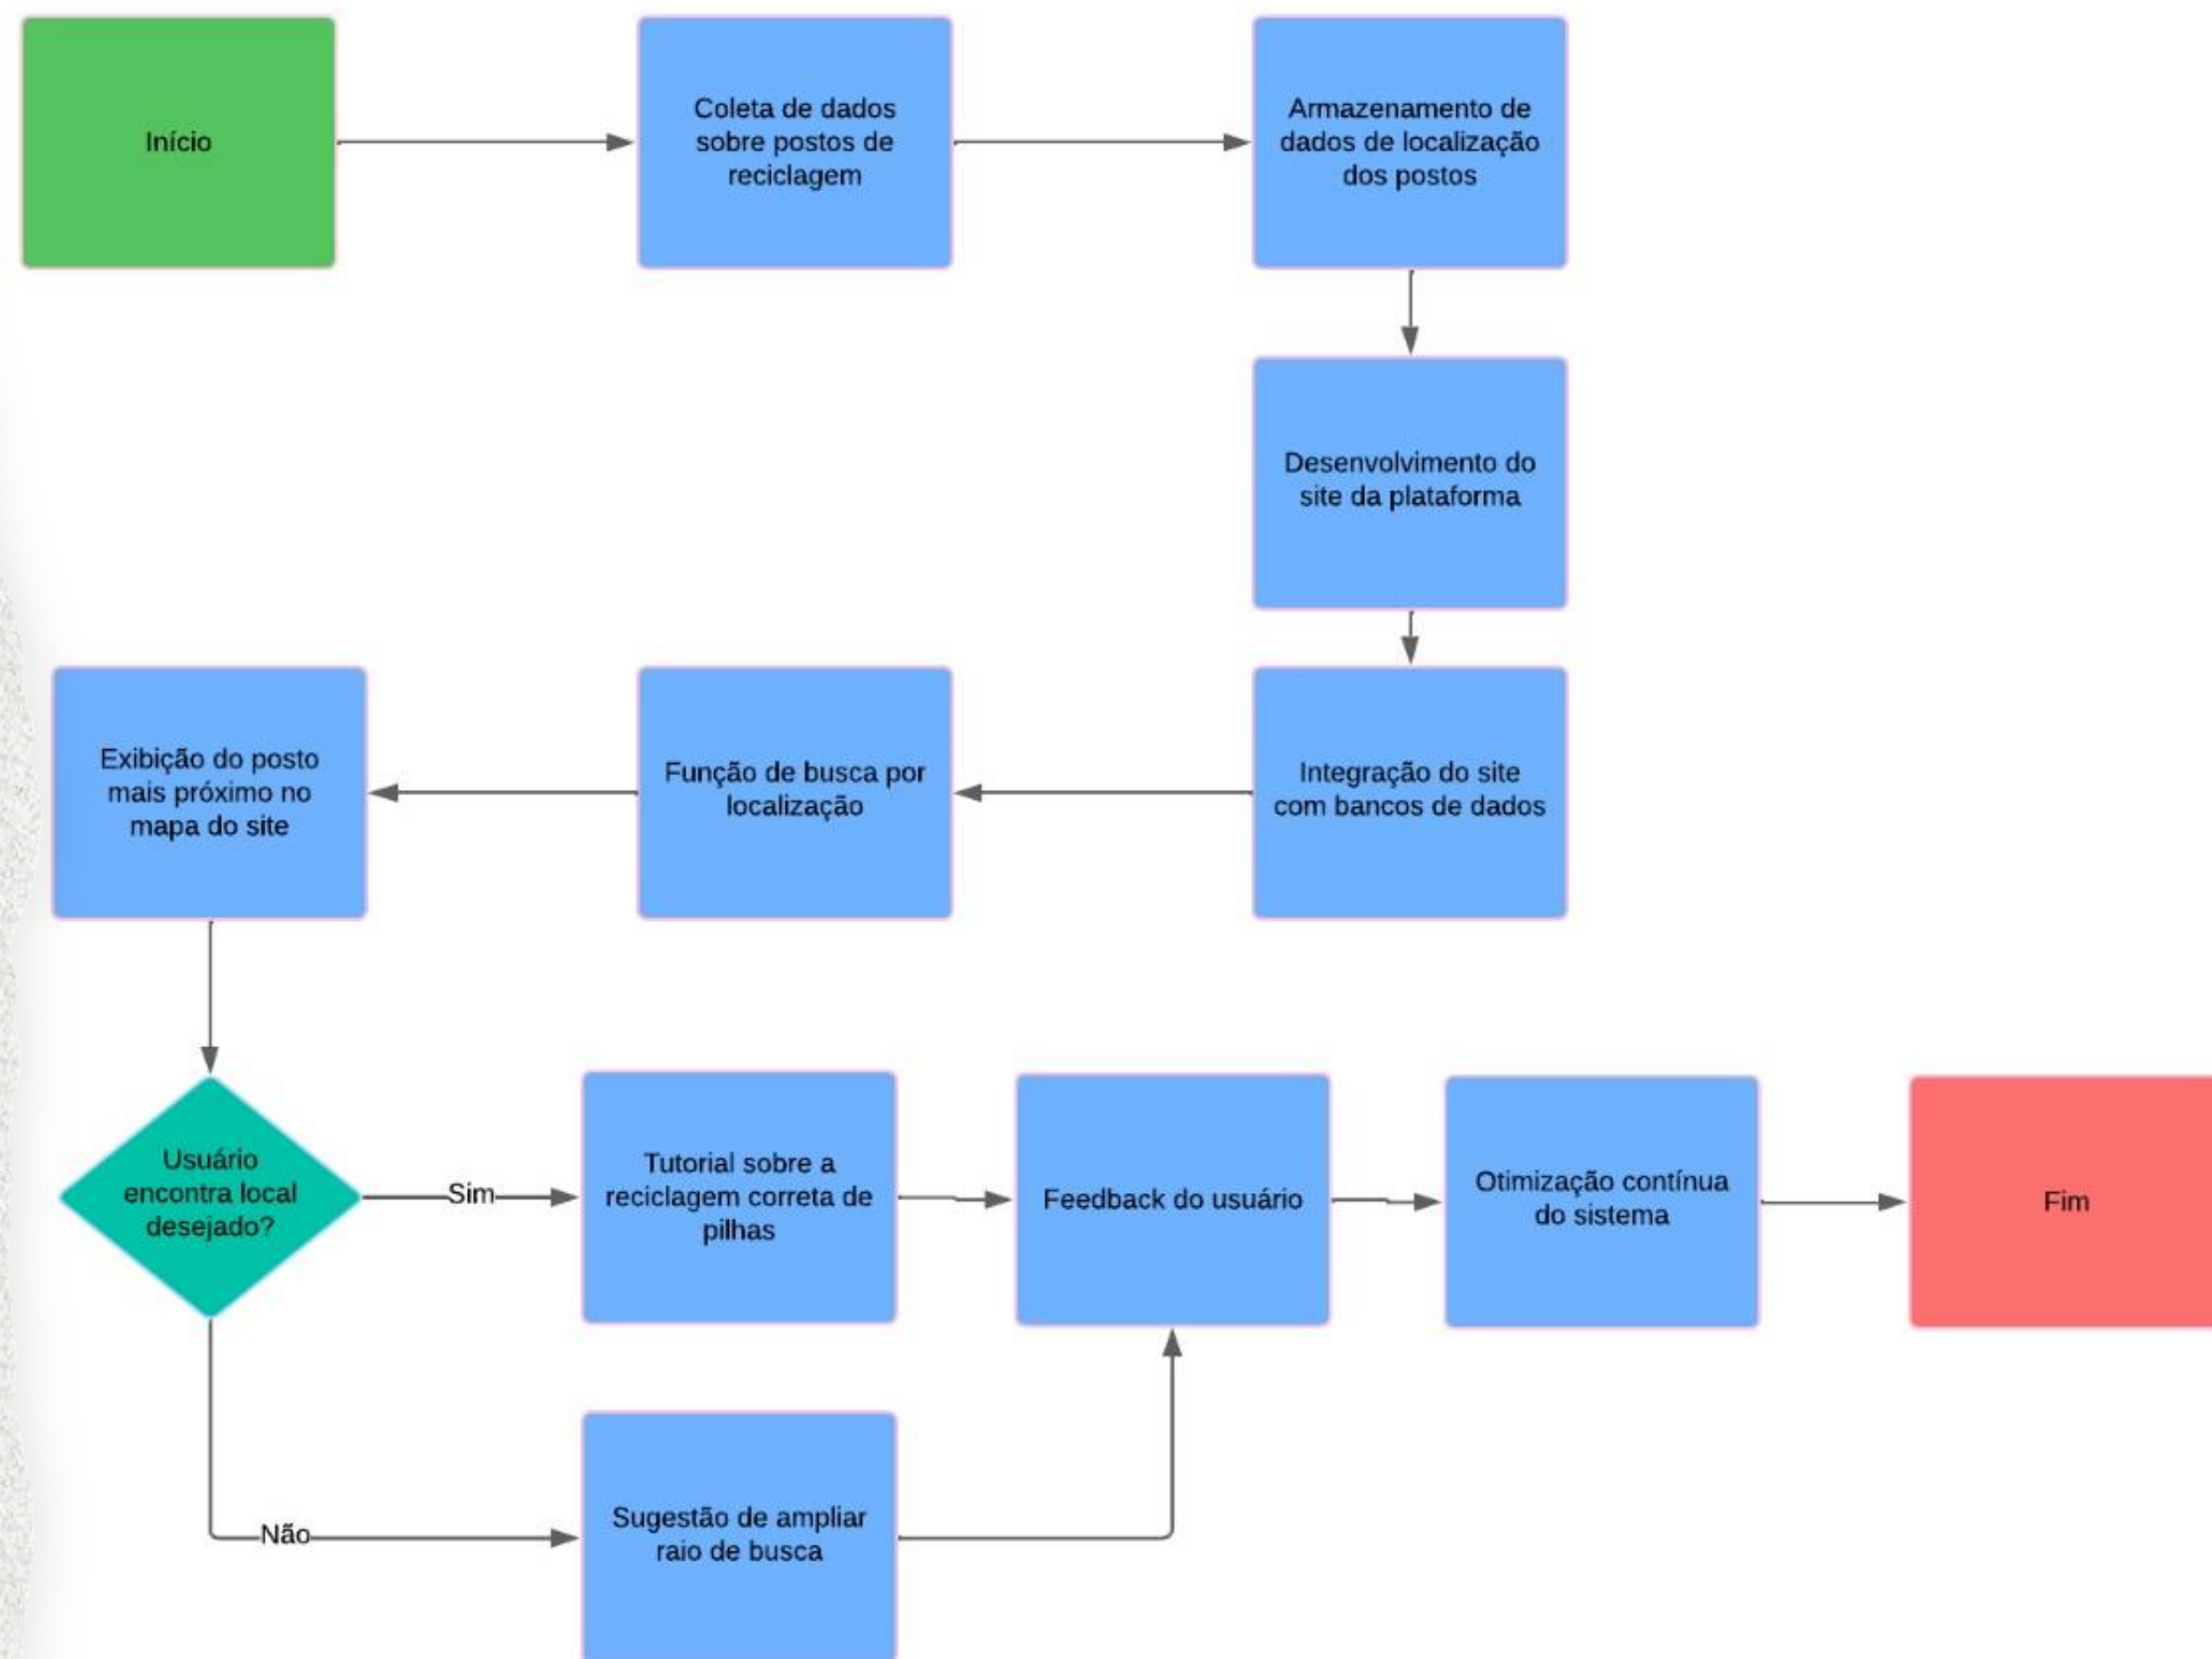 Início
Coleta de dados
sobre postos de
reciclagem
Armazenamento de
dados de localização
dos postos
Desenvolvimento do
site da plataforma
Integração do site
com bancos de dados
Função de busca por
localização
Exibição do posto
mais próximo no
mapa do site
Usuário
encontra local
desejado?
Sim
Tutorial sobre a
reciclagem correta de
pilhas
Feedback do usuário
Otimização contínua
do sistema
Fim
Não
Sugestão de ampliar
raio de busca